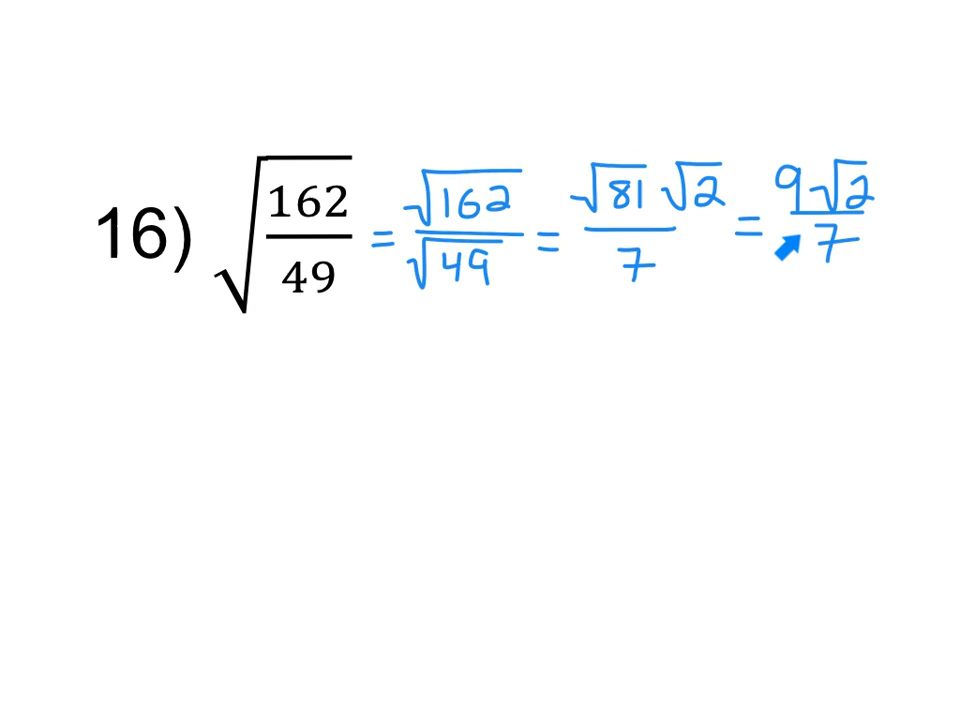 16) √(162/49) = √162/√49 = √81 √2/7 = 9√2/7